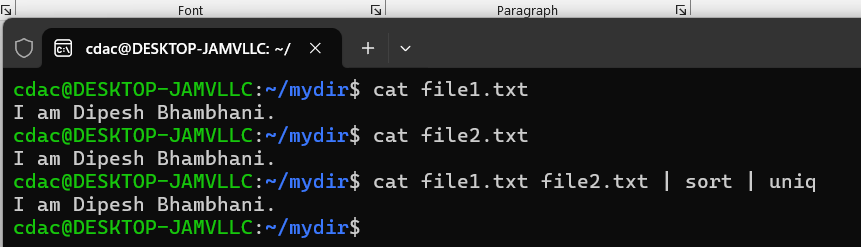 Font
Paragraph
cdac@DESKTOP-JAMVLLC: ~/
cdac@DESKTOP-JAMVLLC:~/mydir$ cat file1.txt
I am Dipesh Bhambhani.
cdac@DESKTOP-JAMVLLC:~/mydir$ cat file2.txt
I am Dipesh Bhambhani.
cdac@DESKTOP-JAMVLLC:~/mydir$ cat file1.txt file2.txt | sort | uniq
I am Dipesh Bhambhani.
cdac@DESKTOP-JAMVLLC:~/mydir$